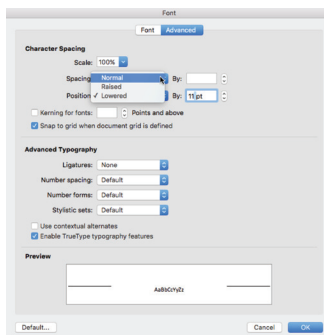 Font
Font Advanced
Character Spacing
Scale: 100%
Spacing By:
Normal
Raised
✓ Lowered
Position By: 11 pt
Kerning for fonts: Points and above
Snap to grid when document grid is defined
Advanced Typography
Ligatures: None
Number spacing: Default
Number forms: Default
Stylistic sets: Default
Use contextual alternates
Enable TrueType typography features
Preview
AaBbCcYyZz
Default... Cancel OK